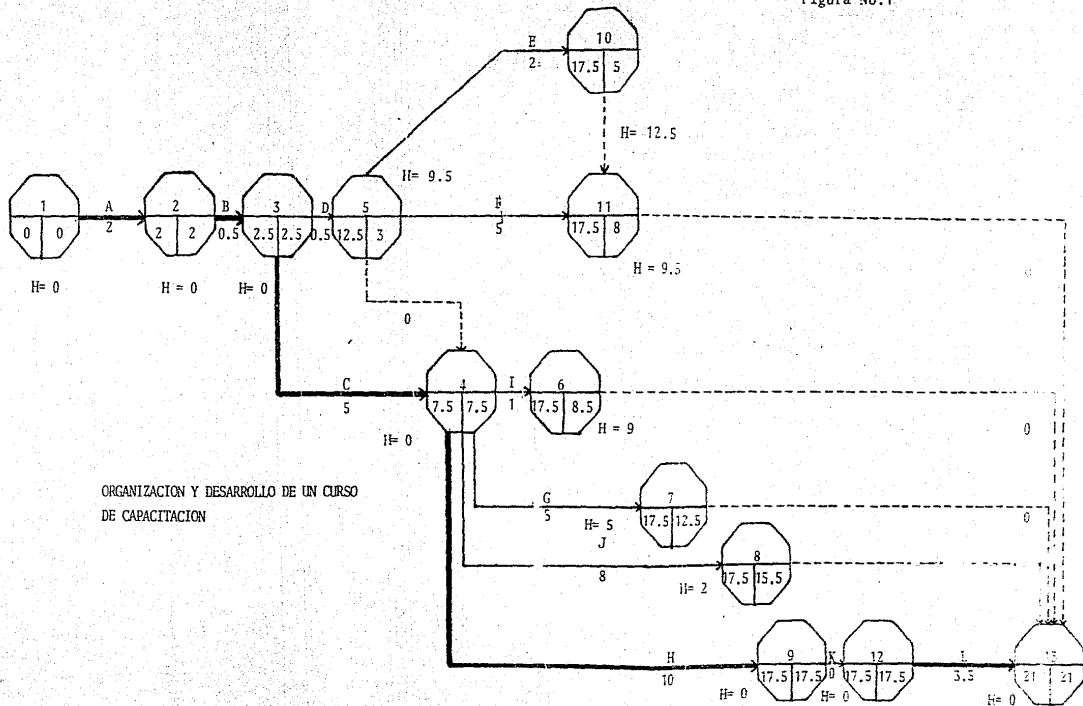 Figura No.1
E
2
10
17.5 5
H= 12.5
H= 9.5
1
0 0
A
2
2
2 2
B
0.5
3
2.5 2.5
D
0.5
5
12.5 3
5
11
17.5 8
H= 0
H = 0
H= 0
H = 9.5
0
C
5
4
7.5 7.5
I
1
6
17.5 8.5
H= 0
H = 9
0
ORGANIZACION Y DESARROLLO DE UN CURSO
DE CAPACITACION
G
5
H= 5
7
17.5 12.5
0
J
8
H= 2
8
17.5 15.5
H
10
9
17.5 17.5
K
0
12
17.5 17.5
L
3.5
13
21 21
H= 0
H= 0
H= 0